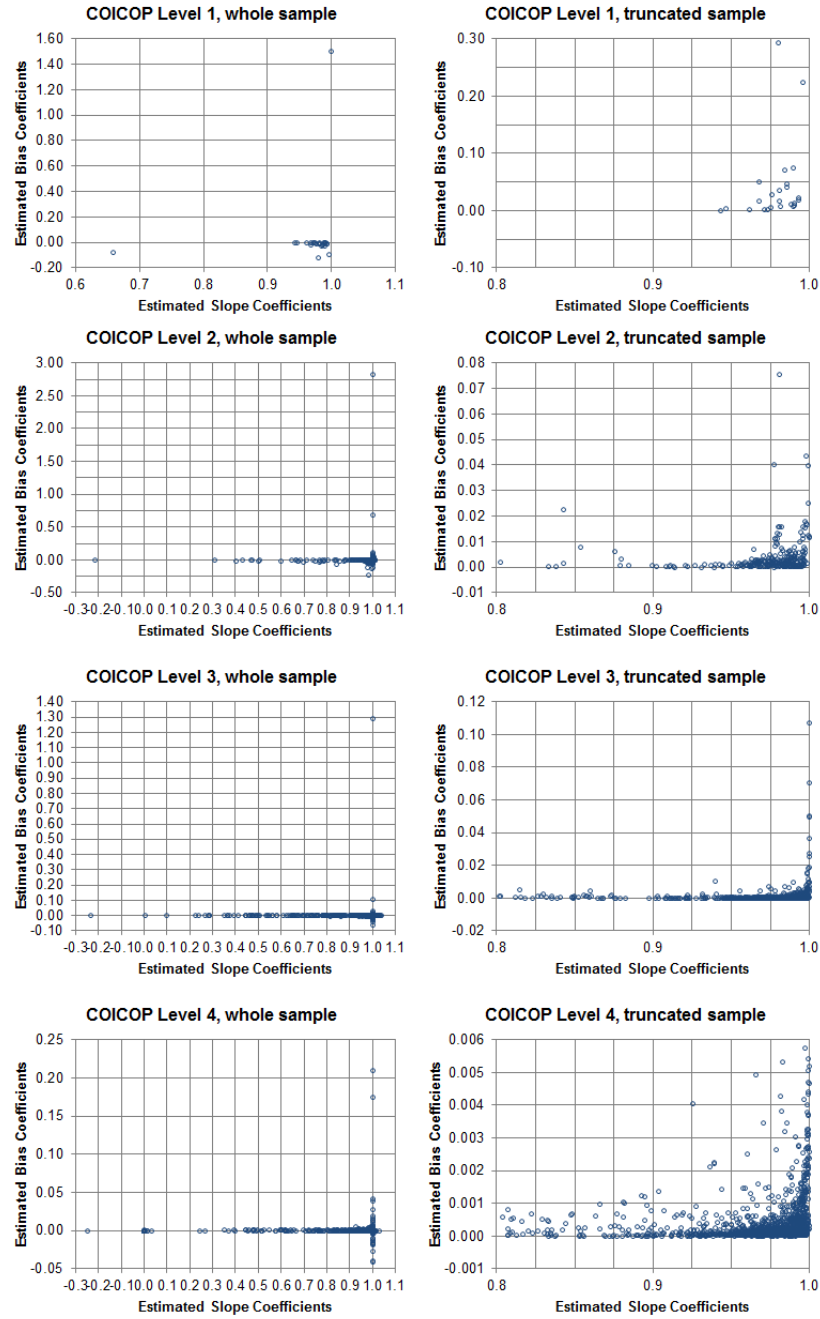 COICOP Level 1, whole sample
Estimated Bias Coefficients
1.60
1.40
1.20
1.00
0.80
0.60
0.40
0.20
0.00
-0.20
0.6 0.7 0.8 0.9 1.0 1.1
Estimated Slope Coefficients
COICOP Level 1, truncated sample
Estimated Bias Coefficients
0.30
0.20
0.10
0.00
-0.10
0.8 0.9 1.0
Estimated Slope Coefficients
COICOP Level 2, whole sample
Estimated Bias Coefficients
3.00
2.50
2.00
1.50
1.00
0.50
0.00
-0.50
-0.3-0.2-0.10.0 0.1 0.2 0.3 0.4 0.5 0.6 0.7 0.8 0.9 1.0 1.1
Estimated Slope Coefficients
COICOP Level 2, truncated sample
Estimated Bias Coefficients
0.08
0.07
0.06
0.05
0.04
0.03
0.02
0.01
0.00
-0.01
0.8 0.9 1.0
Estimated Slope Coefficients
COICOP Level 3, whole sample
Estimated Bias Coefficients
1.40
1.30
1.20
1.10
1.00
0.90
0.80
0.70
0.60
0.50
0.40
0.30
0.20
0.10
0.00
-0.10
-0.3-0.2-0.10.0 0.1 0.2 0.3 0.4 0.5 0.6 0.7 0.8 0.9 1.0 1.1
Estimated Slope Coefficients
COICOP Level 3, truncated sample
Estimated Bias Coefficients
0.12
0.10
0.08
0.06
0.04
0.02
0.00
-0.02
0.8 0.9 1.0
Estimated Slope Coefficients
COICOP Level 4, whole sample
Estimated Bias Coefficients
0.25
0.20
0.15
0.10
0.05
0.00
-0.05
-0.3-0.2-0.10.0 0.1 0.2 0.3 0.4 0.5 0.6 0.7 0.8 0.9 1.0 1.1
Estimated Slope Coefficients
COICOP Level 4, truncated sample
Estimated Bias Coefficients
0.006
0.005
0.004
0.003
0.002
0.001
0.000
-0.001
0.8 0.9 1.0
Estimated Slope Coefficients